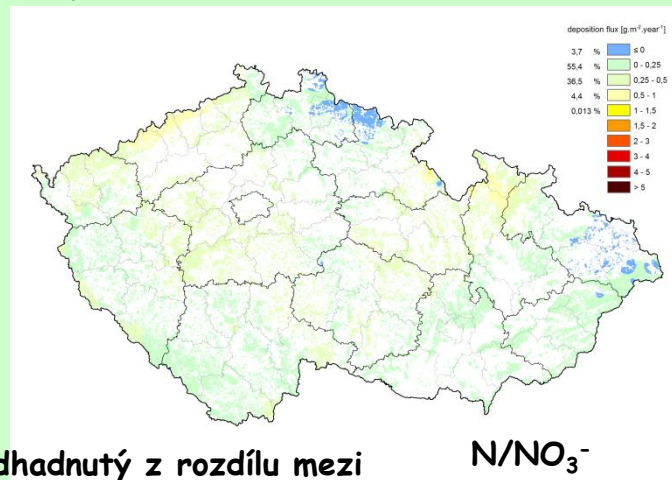 deposition flux [g.m⁻².year⁻¹]
3,7 % ≤ 0
55,4 % 0 - 0,25
36,5 % 0,25 - 0,5
4,4 % 0,5 - 1
0,013 % 1 - 1,5
1,5 - 2
2 - 3
3 - 4
4 - 5
> 5
dhadnutý z rozdílu mezi N/NO₃⁻